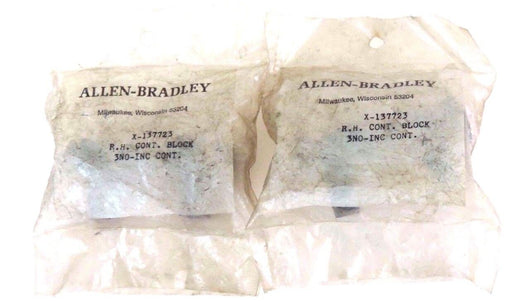 ALLEN-BRADLEY
Milwaukee, Wisconsin 53204
X-137723
R.H. CONT. BLOCK
3NO-INC CONT.
ALLEN-BRADLEY
Milwaukee, Wisconsin 53204
X-137723
R.H. CONT. BLOCK
3NO-INC CONT.